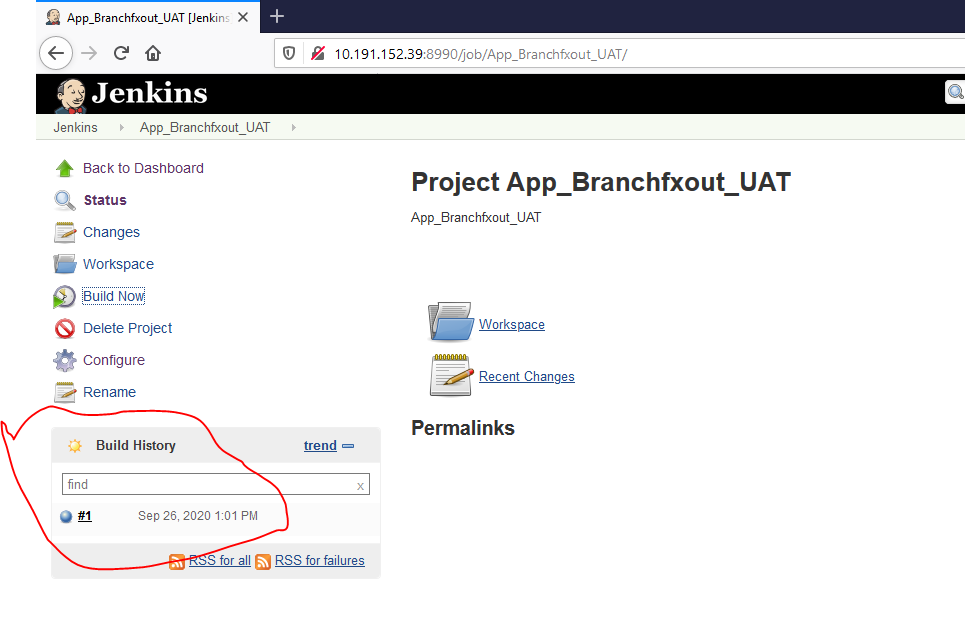 App_Branchfxout_UAT [Jenkins
10.191.152.39:8990/job/App_Branchfxout_UAT/
Jenkins
Jenkins App_Branchfxout_UAT
Back to Dashboard
Status
Changes
Workspace
Build Now
Delete Project
Configure
Rename
Build History trend
find x
#1 Sep 26, 2020 1:01 PM
RSS for all RSS for failures
Project App_Branchfxout_UAT
App_Branchfxout_UAT
Workspace
Recent Changes
Permalinks